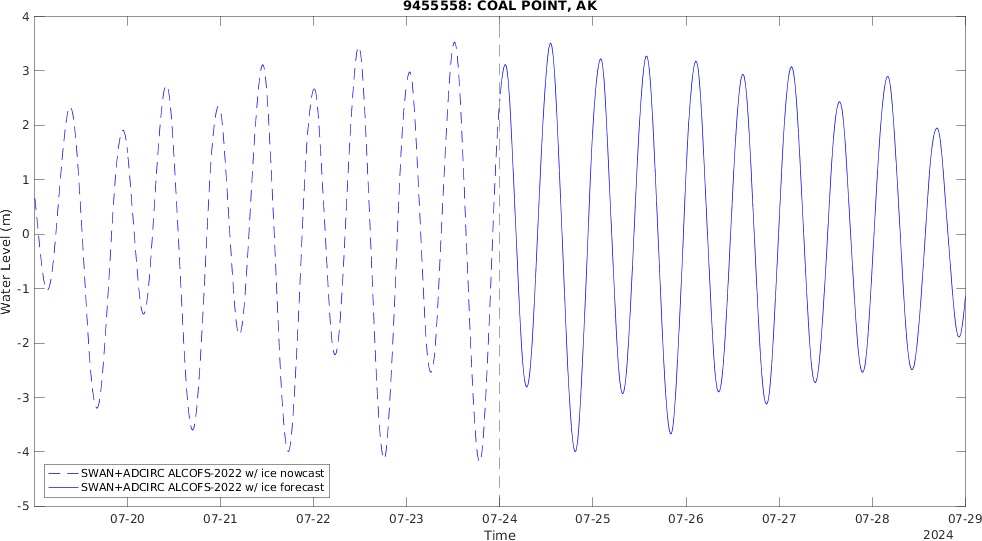 9455558: COAL POINT, AK
4
3
2
1
0
-1
-2
-3
-4
-5
Water Level (m)
SWAN+ADCIRC ALCOFS-2022 w/ ice nowcast
SWAN+ADCIRC ALCOFS-2022 w/ ice forecast
07-20 07-21 07-22 07-23 07-24 07-25 07-26 07-27 07-28 07-29
Time
2024